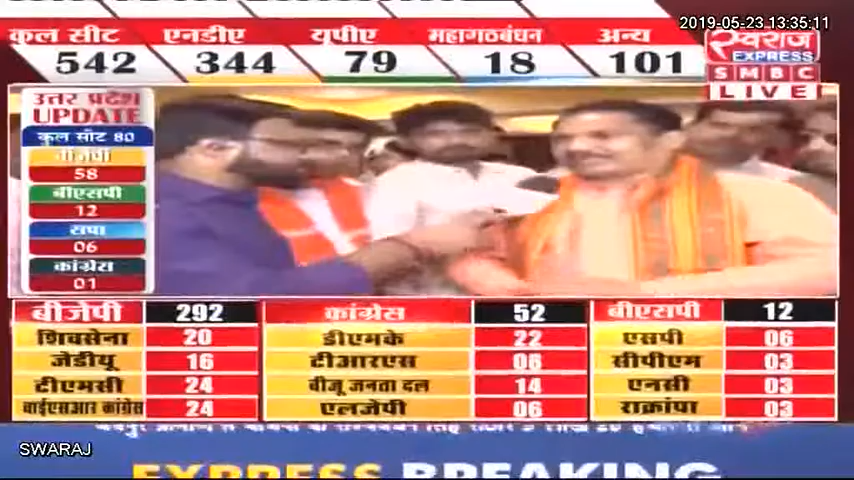 2019-05-23 13:35:11
कुल सीट एनडीए यूपीए महागठबंधन अन्य
542 344 79 18 101
स्वराज
EXPRESS
SMBC
LIVE
उत्तर प्रदेश
UPDATE
कुल सीट 80
बीजेपी
58
बीएसपी
12
सपा
06
कांग्रेस
01
बीजेपी 292 कांग्रेस 52 बीएसपी 12
शिवसेना 20 डीएमके 22 एसपी 06
जेडीयू 16 टीआरएस 06 सीपीएम 03
टीएमसी 24 बीजू जनता दल 14 एनसी 03
वाईएसआर कांग्रेस 24 एलजेपी 06 राकांपा 03
SWARAJ
EXPRESS BREAKING